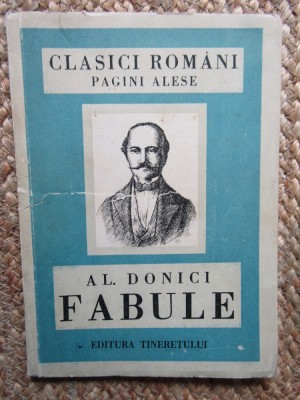 CLASICI ROMÂNI
PAGINI ALESE
AL. DONICI
FABULE
EDITURA TINERETULUI